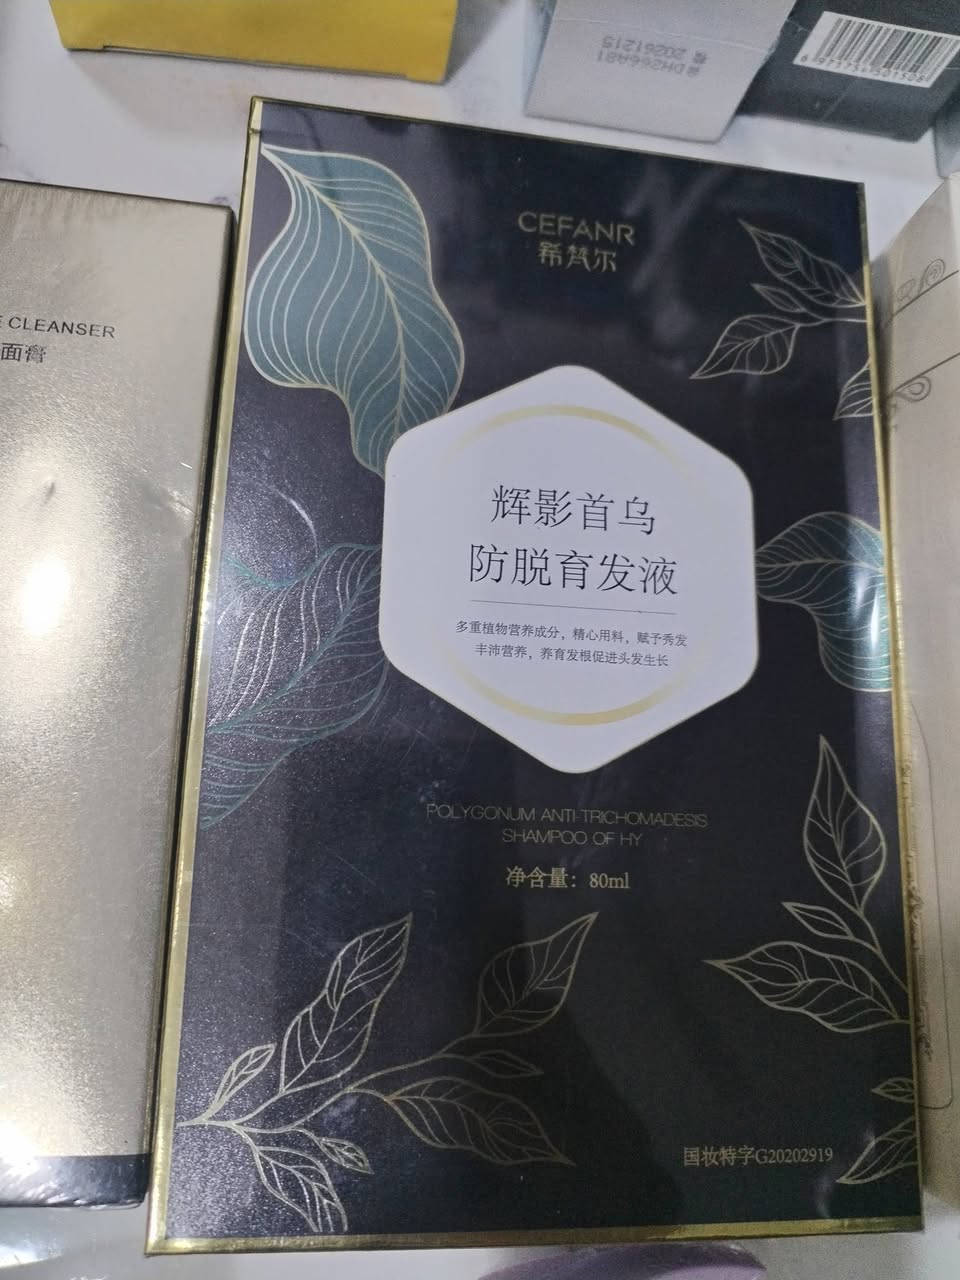 DH266A81
20261215
E CLEANSER
面膏
CEFANR
希梵尔
辉影首乌
防脱育发液
多重植物营养成分，精心用料，赋予秀发
丰沛营养，养育发根促进头发生长
POLYGONUM ANTI-TRICHOMADESIS
SHAMPOO OF HY
净含量：80ml
国妆特字G20202919